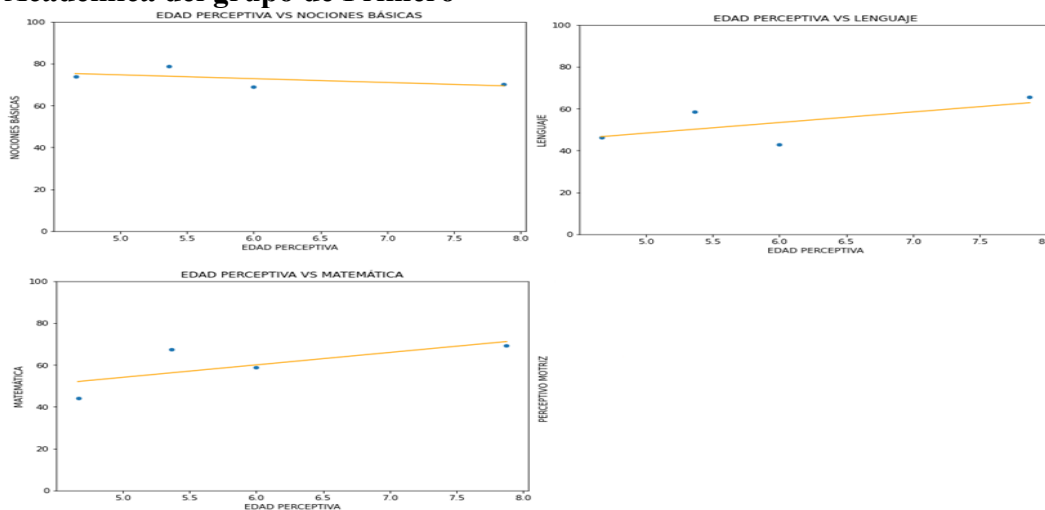 Académica del grupo de Primero
EDAD PERCEPTIVA VS NOCIONES BÁSICAS
100
80
60
40
20
0
NOCIONES BÁSICAS
5.0 5.5 6.0 6.5 7.0 7.5 8.0
EDAD PERCEPTIVA
EDAD PERCEPTIVA VS LENGUAJE
100
80
60
40
20
0
LENGUAJE
5.0 5.5 6.0 6.5 7.0 7.5
EDAD PERCEPTIVA
EDAD PERCEPTIVA VS MATEMÁTICA
100
80
60
40
20
0
MATEMÁTICA
5.0 5.5 6.0 6.5 7.0 7.5 8.0
EDAD PERCEPTIVA
PERCEPTIVO MOTRIZ